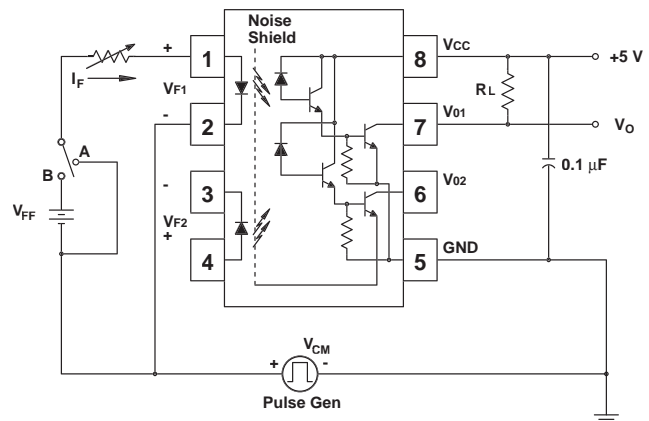 Noise
Shield
+
1
8
VCC
+5 V
IF
VF1
RL
-
2
7
V01
VO
A
B
-
3
6
V02
0.1 μF
VFF
VF2
+
4
5
GND
VCM
+
-
Pulse Gen